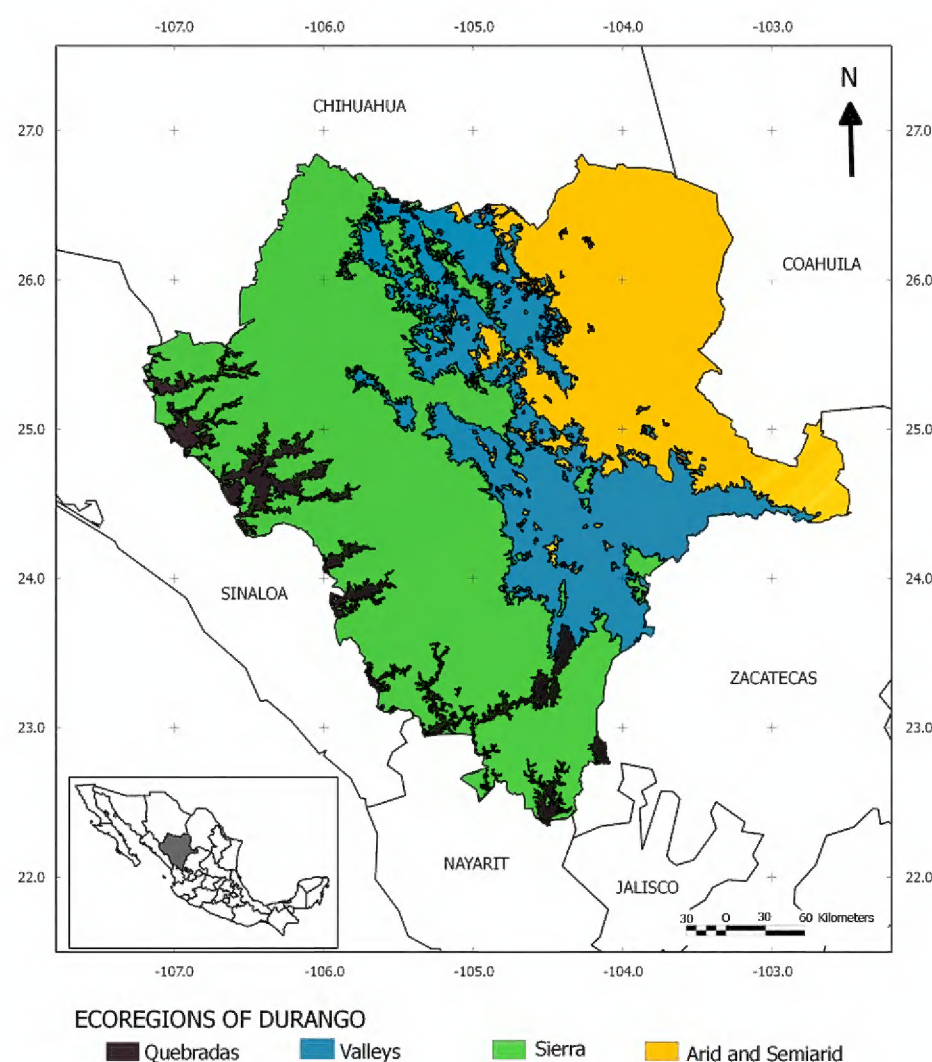 -107.0 -106.0 -105.0 -104.0 -103.0
N
CHIHUAHUA
27.0 27.0
COAHUILA
26.0 26.0
25.0 25.0
24.0 24.0
SINALOA
ZACATECAS
23.0 23.0
NAYARIT
JALISCO
22.0 22.0
30 0 30 60 Kilometers
-107.0 -106.0 -105.0 -104.0 -103.0
ECOREGIONS OF DURANGO
Quebradas Valleys Sierra Arid and Semiarid